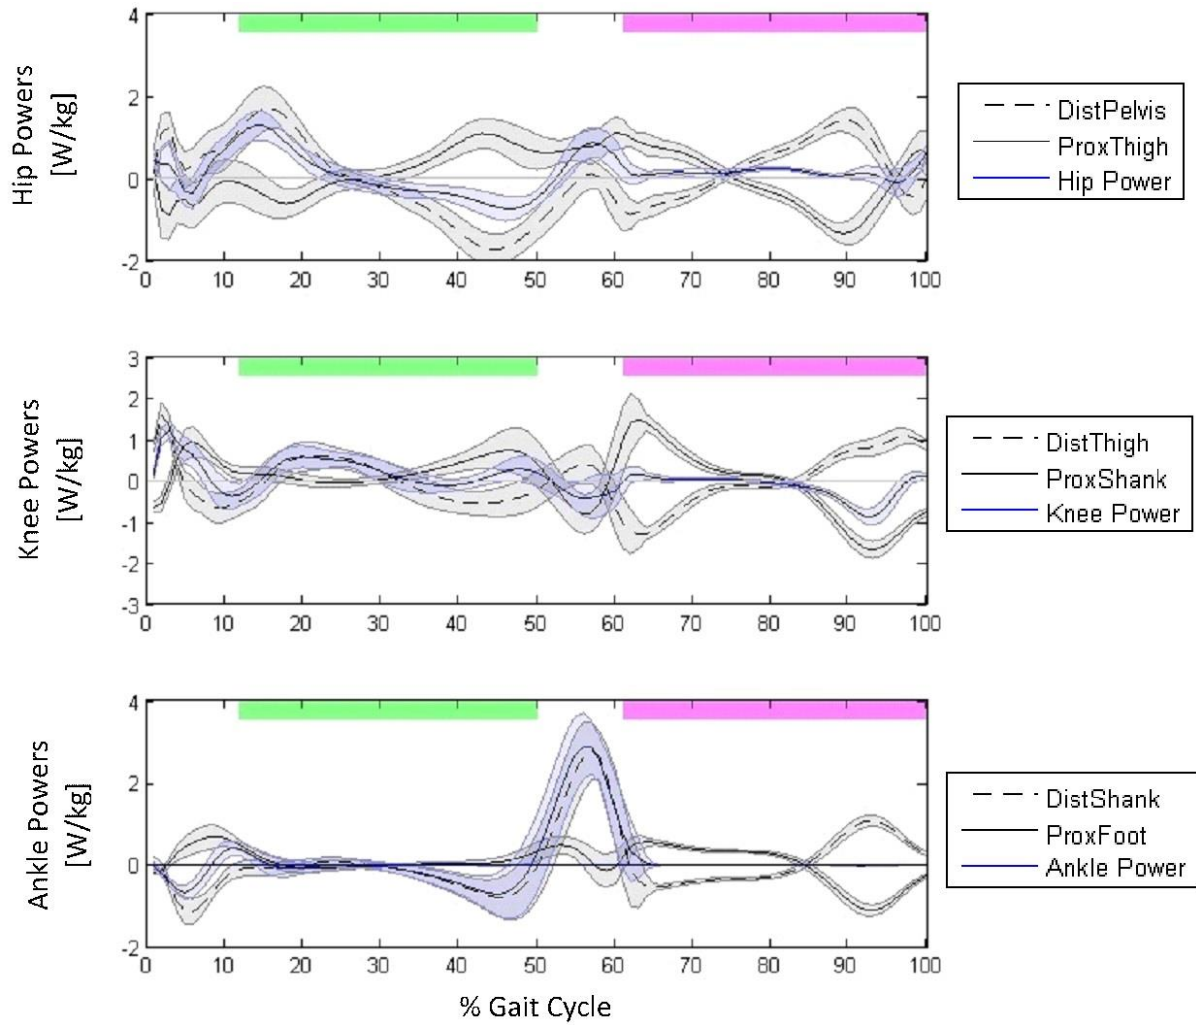 Hip Powers
[W/kg]
4
2
0
-2
0 10 20 30 40 50 60 70 80 90 100
DistPelvis
ProxThigh
Hip Power
Knee Powers
[W/kg]
3
2
1
0
-1
-2
-3
0 10 20 30 40 50 60 70 80 90 100
DistThigh
ProxShank
Knee Power
Ankle Powers
[W/kg]
4
2
0
-2
0 10 20 30 40 50 60 70 80 90 100
DistShank
ProxFoot
Ankle Power
% Gait Cycle